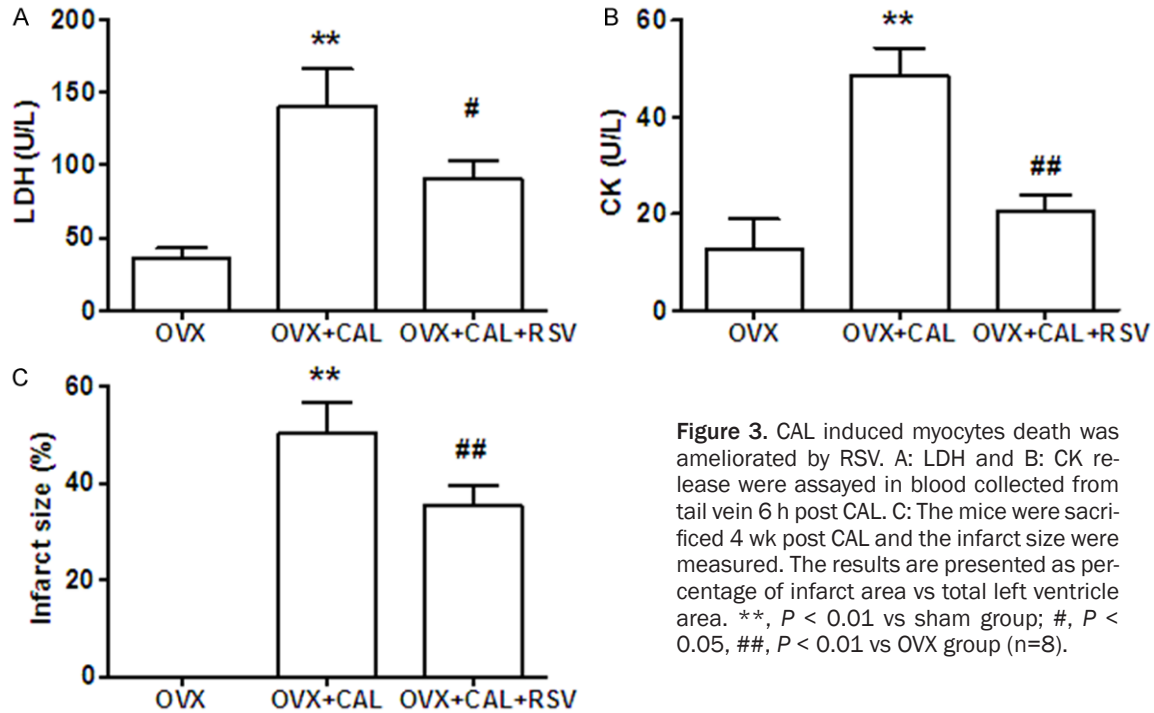 A
200
150
100
50
0
LDH (U/L)
**
#
OVX
OVX+CAL
OVX+CAL+RSV
B
60
40
20
0
CK (U/L)
**
##
OVX
OVX+CAL
OVX+CAL+RSV
C
60
40
20
0
Infarct size (%)
**
##
OVX
OVX+CAL
OVX+CAL+RSV
Figure 3. CAL induced myocytes death was
ameliorated by RSV. A: LDH and B: CK re-
lease were assayed in blood collected from
tail vein 6 h post CAL. C: The mice were sacri-
ficed 4 wk post CAL and the infarct size were
measured. The results are presented as per-
centage of infarct area vs total left ventricle
area. **, P < 0.01 vs sham group; #, P <
0.05, ##, P < 0.01 vs OVX group (n=8).